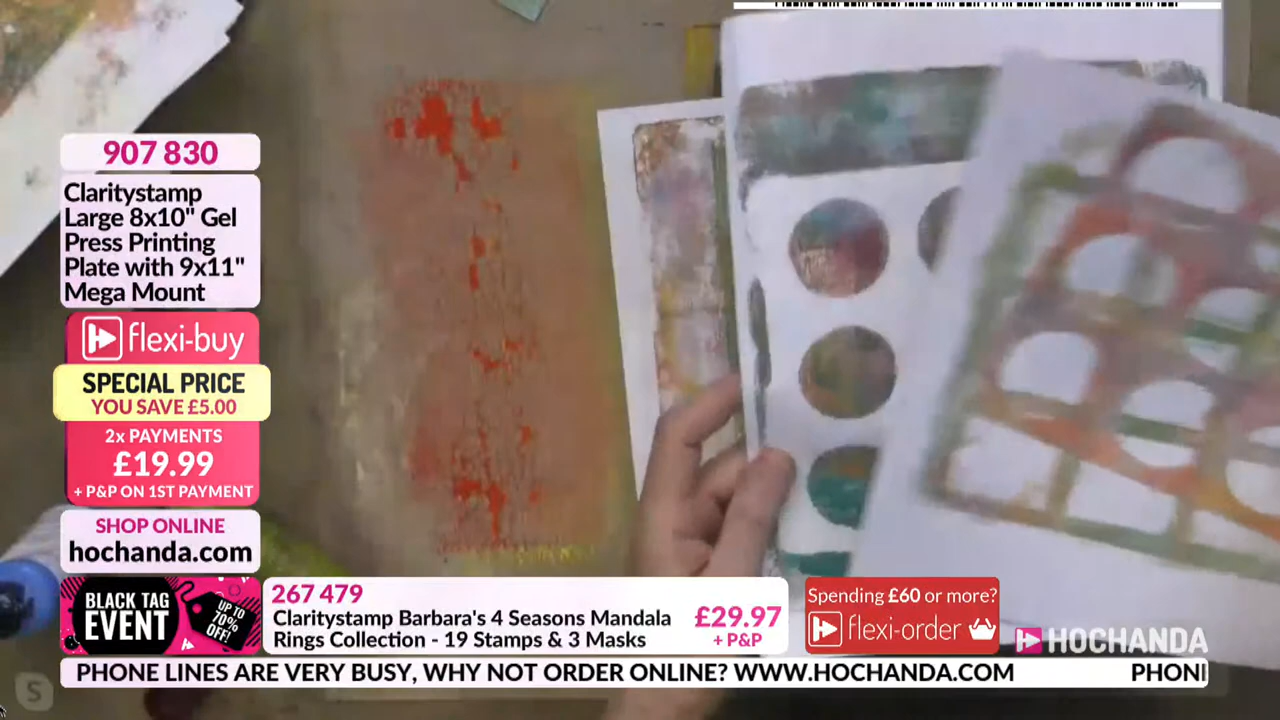 907 830
Claritystamp
Large 8x10" Gel
Press Printing
Plate with 9x11"
Mega Mount
flexi-buy
SPECIAL PRICE
YOU SAVE £5.00
2x PAYMENTS
£19.99
+ P&P ON 1ST PAYMENT
SHOP ONLINE
hochanda.com
BLACK TAG
EVENT
UP TO
70%
OFF!
267 479
Claritystamp Barbara's 4 Seasons Mandala
Rings Collection - 19 Stamps & 3 Masks
£29.97
+ P&P
Spending £60 or more?
flexi-order
HOCHANDA
PHONE LINES ARE VERY BUSY, WHY NOT ORDER ONLINE? WWW.HOCHANDA.COM
PHONI
S